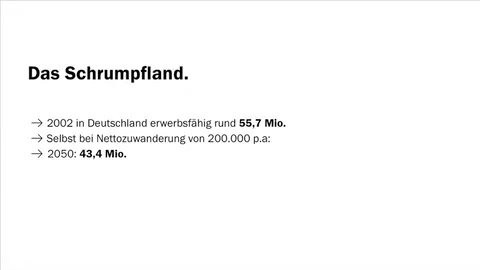 Das Schrumpfland.
→ 2002 in Deutschland erwerbsfähig rund 55,7 Mio.
→ Selbst bei Nettozuwanderung von 200.000 p.a:
→ 2050: 43,4 Mio.